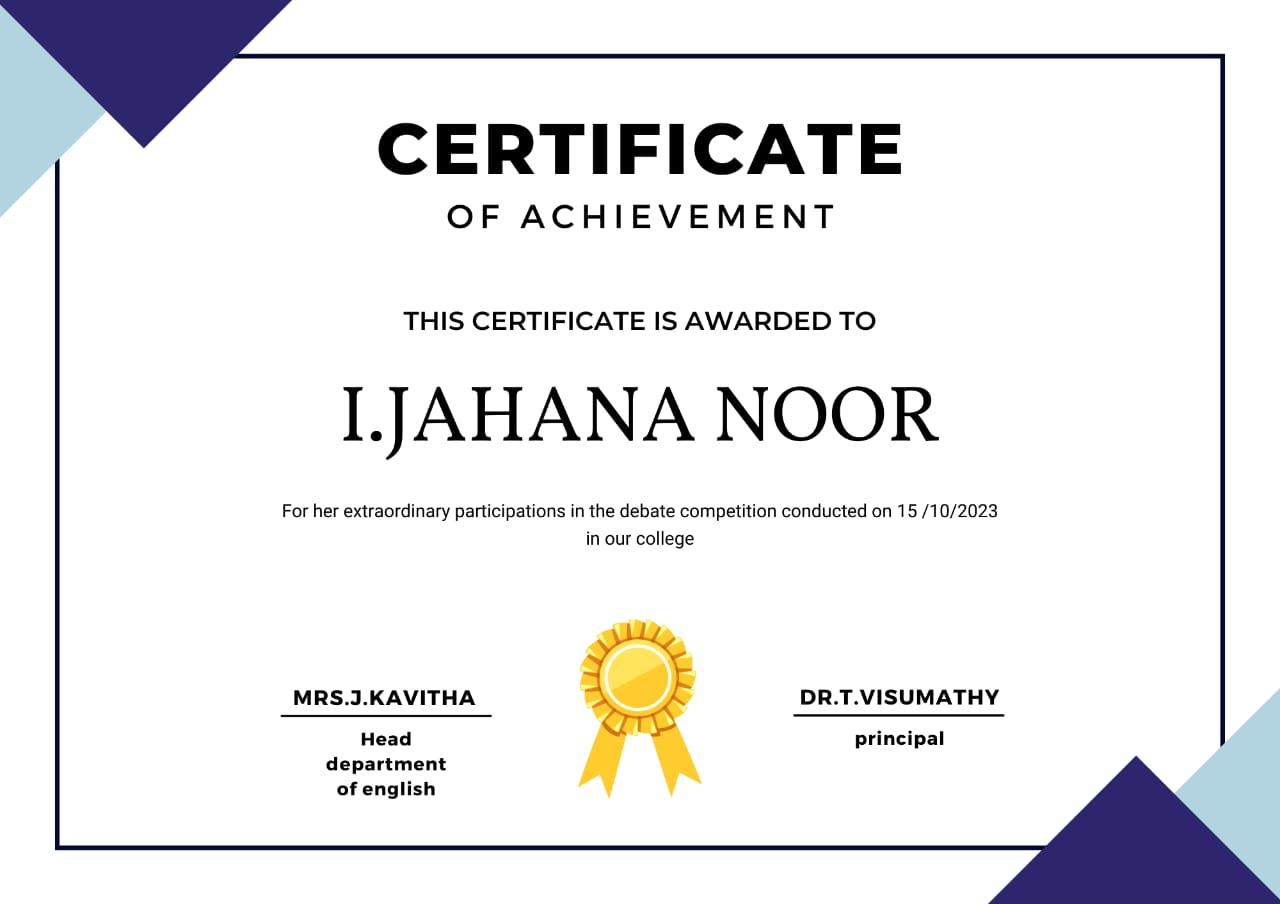 CERTIFICATE
OF ACHIEVEMENT
THIS CERTIFICATE IS AWARDED TO
I.JAHANA NOOR
For her extraordinary participations in the debate competition conducted on 15 /10/2023
in our college
MRS.J.KAVITHA
Head
department
of english
DR.T.VISUMATHY
principal